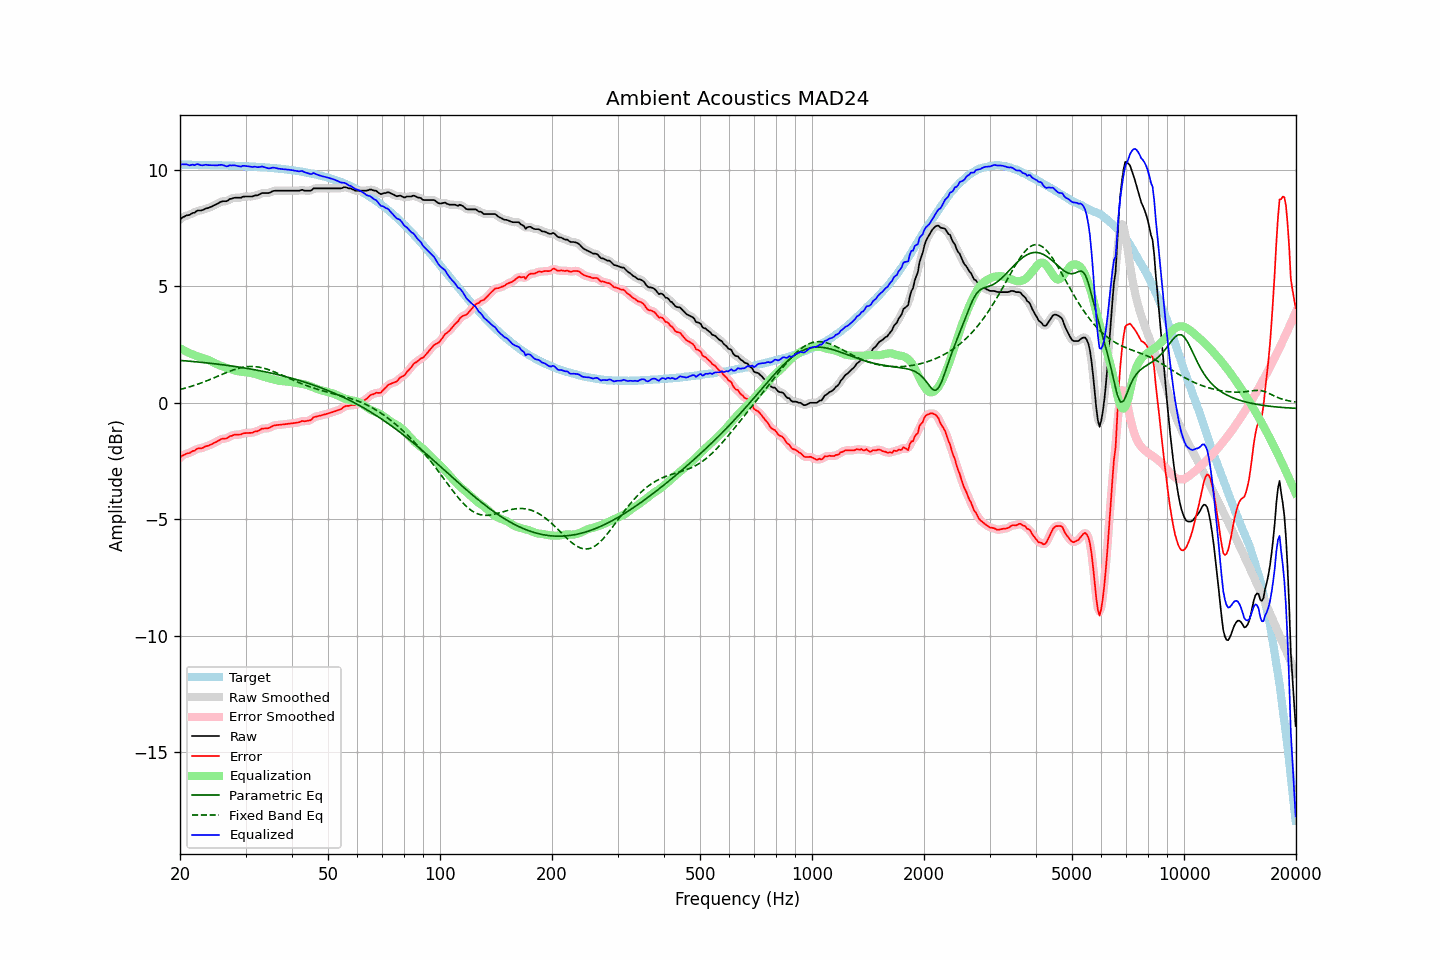 Ambient Acoustics MAD24
10
5
0
−5
−10
−15
Amplitude (dBr)
Target
Raw Smoothed
Error Smoothed
Raw
Error
Equalization
Parametric Eq
Fixed Band Eq
Equalized
20 50 100 200 500 1000 2000 5000 10000 20000
Frequency (Hz)